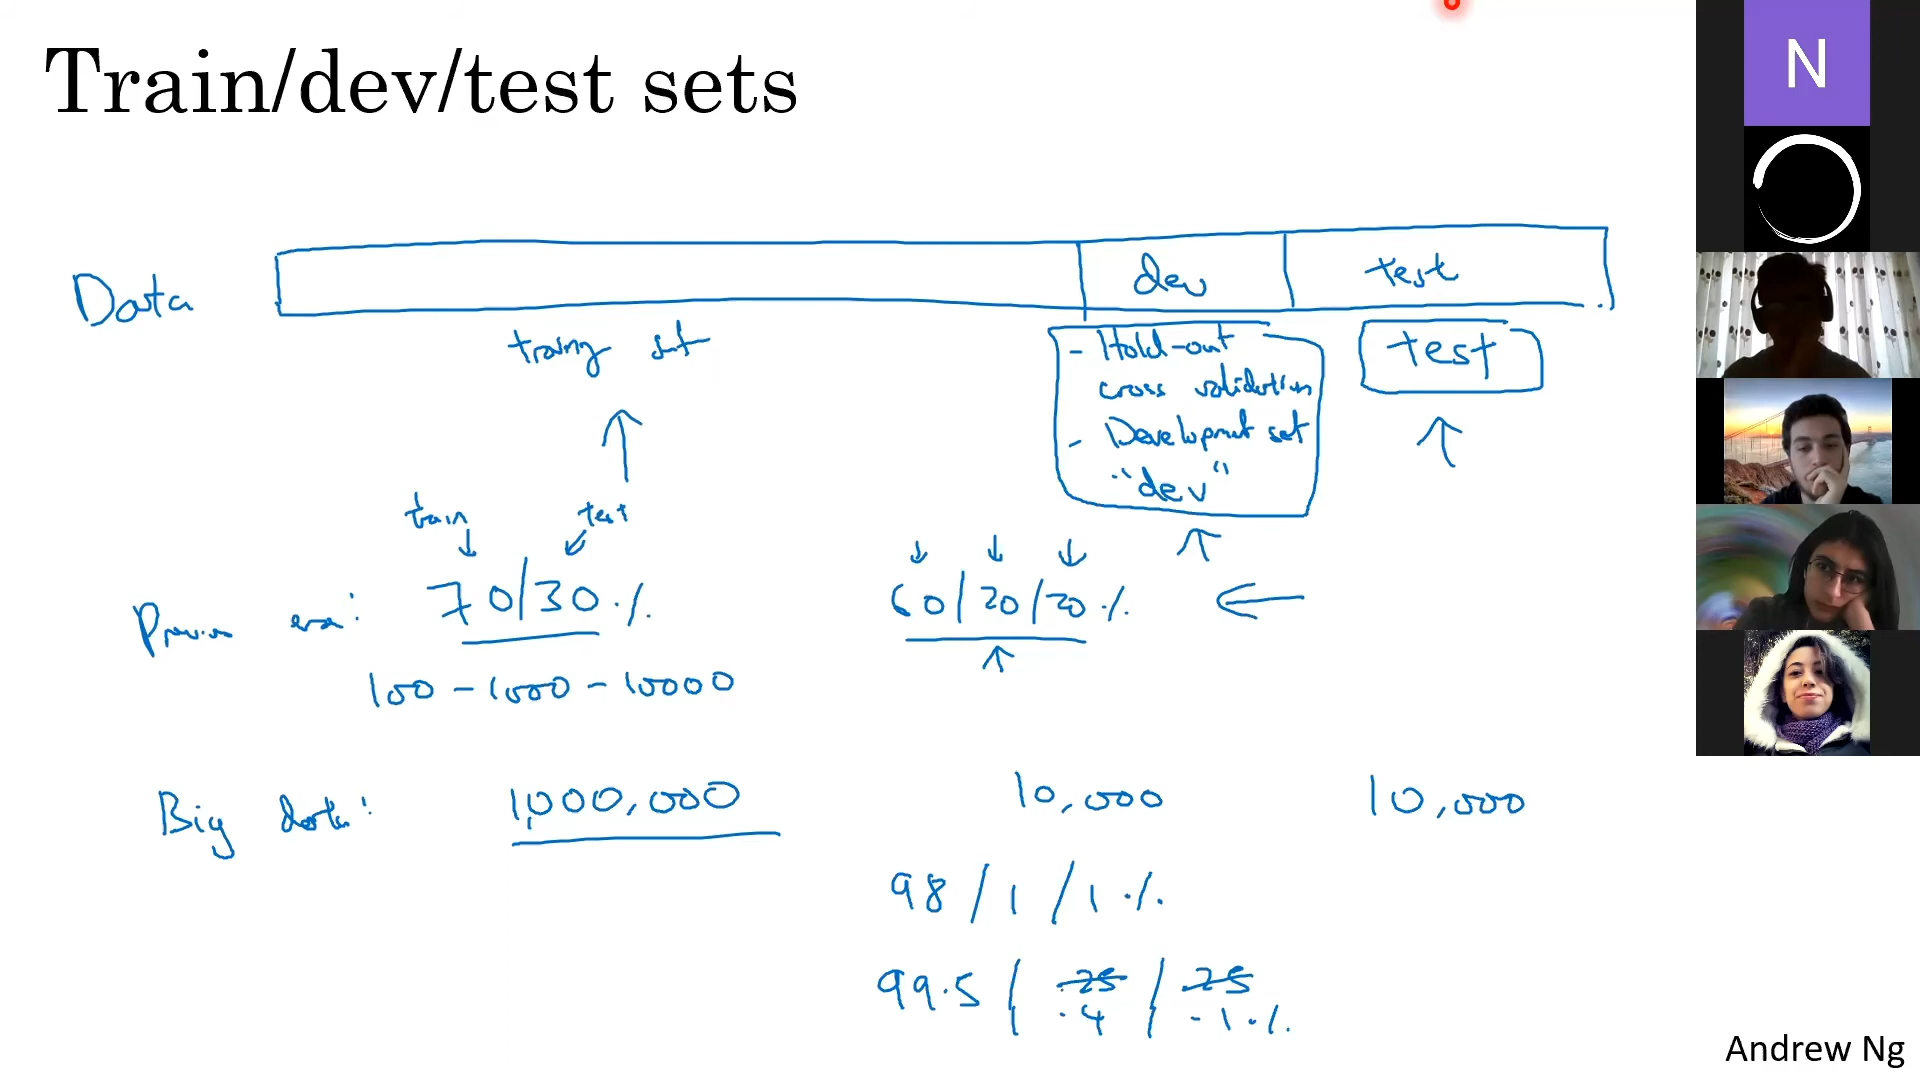 Train/dev/test sets
N
Data
dev
test
training set
- Hold-out
cross validation
- Development set
"dev"
test
train
test
70/30 %
60/20/20 %
Previous era:
100 - 1000 - 10000
Big data:
1,000,000
10,000
10,000
98 / 1 / 1 %
99.5 / .25 / .25
.4 / .1 %
Andrew Ng